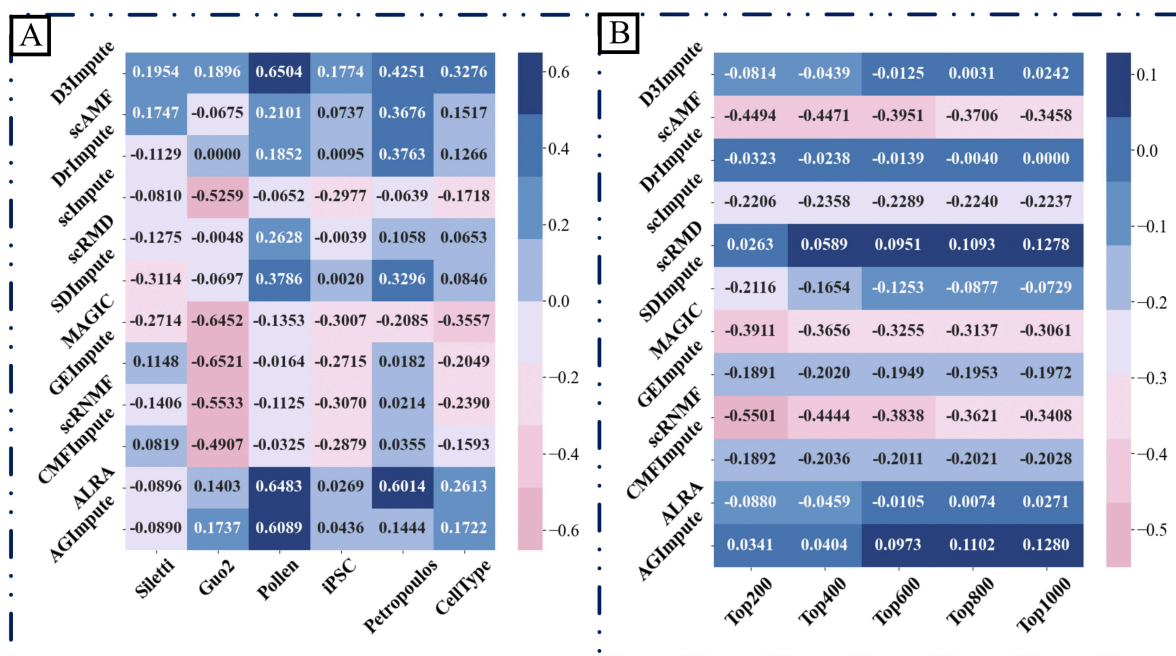 A
D3Impute 0.1954 0.1896 0.6504 0.1774 0.4251 0.3276
scAMF 0.1747 -0.0675 0.2101 0.0737 0.3676 0.1517
DrImpute -0.1129 0.0000 0.1852 0.0095 0.3763 0.1266
scImpute -0.0810 -0.5259 -0.0652 -0.2977 -0.0639 -0.1718
scRMD -0.1275 -0.0048 0.2628 -0.0039 0.1058 0.0653
SDImpute -0.3114 -0.0697 0.3786 0.0020 0.3296 0.0846
MAGIC -0.2714 -0.6452 -0.1353 -0.3007 -0.2085 -0.3557
GEImpute 0.1148 -0.6521 -0.0164 -0.2715 0.0182 -0.2049
scRNMF -0.1406 -0.5533 -0.1125 -0.3070 0.0214 -0.2390
CMFImpute 0.0819 -0.4907 -0.0325 -0.2879 0.0355 -0.1593
ALRA -0.0896 0.1403 0.6483 0.0269 0.6014 0.2613
AGImpute -0.0890 0.1737 0.6089 0.0436 0.1444 0.1722
Siletti Guo2 Pollen iPSC Petropoulos CellType
0.6
0.4
0.2
0.0
−0.2
−0.4
−0.6
B
D3Impute -0.0814 -0.0439 -0.0125 0.0031 0.0242
scAMF -0.4494 -0.4471 -0.3951 -0.3706 -0.3458
DrImpute -0.0323 -0.0238 -0.0139 -0.0040 0.0000
scImpute -0.2206 -0.2358 -0.2289 -0.2240 -0.2237
scRMD 0.0263 0.0589 0.0951 0.1093 0.1278
SDImpute -0.2116 -0.1654 -0.1253 -0.0877 -0.0729
MAGIC -0.3911 -0.3656 -0.3255 -0.3137 -0.3061
GEImpute -0.1891 -0.2020 -0.1949 -0.1953 -0.1972
scRNMF -0.5501 -0.4444 -0.3838 -0.3621 -0.3408
CMFImpute -0.1892 -0.2036 -0.2011 -0.2021 -0.2028
ALRA -0.0880 -0.0459 -0.0105 0.0074 0.0271
AGImpute 0.0341 0.0404 0.0973 0.1102 0.1280
Top200 Top400 Top600 Top800 Top1000
0.1
0.0
−0.1
−0.2
−0.3
−0.4
−0.5